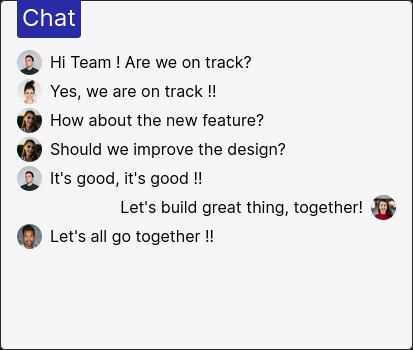 Chat
Hi Team ! Are we on track?
Yes, we are on track !!
How about the new feature?
Should we improve the design?
It's good, it's good !!
Let's build great thing, together!
Let's all go together !!